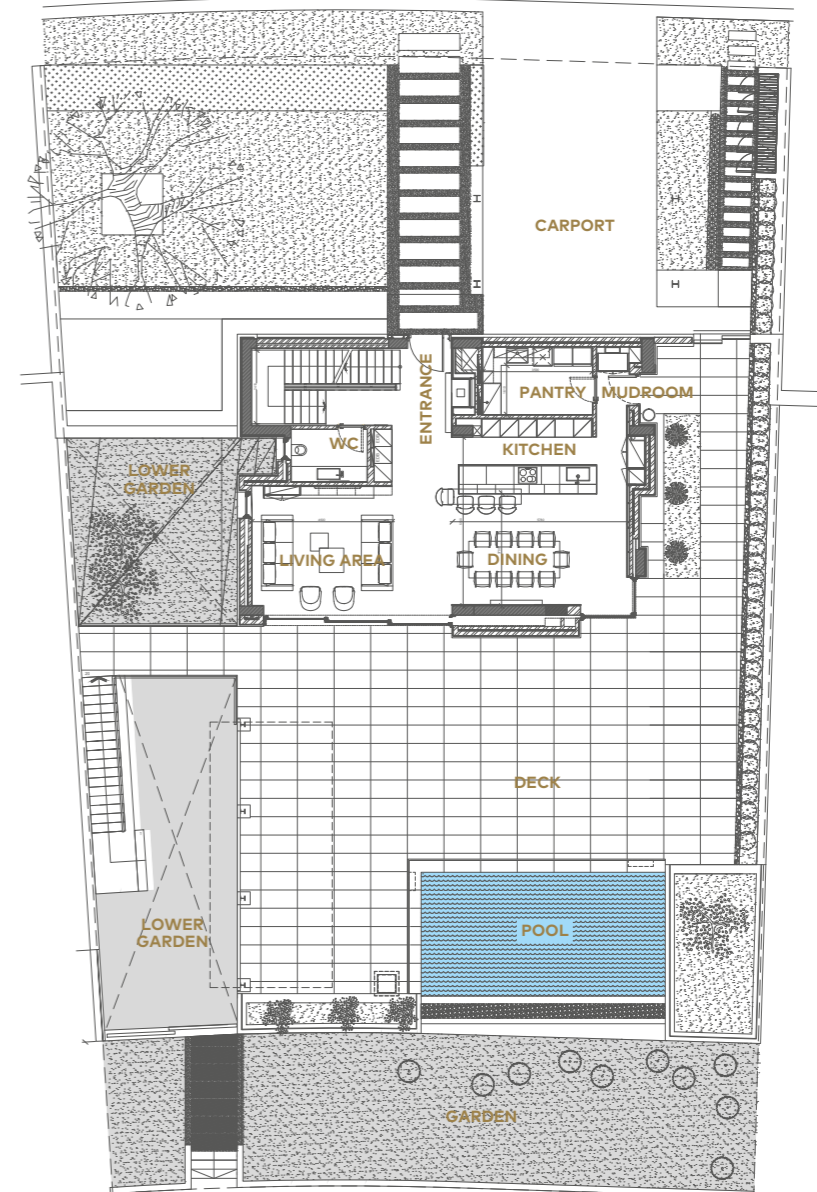 CARPORT
ENTRANCE
PANTRY
MUDROOM
WC
KITCHEN
LOWER
GARDEN
LIVING AREA
DINING
DECK
LOWER
GARDEN
POOL
GARDEN